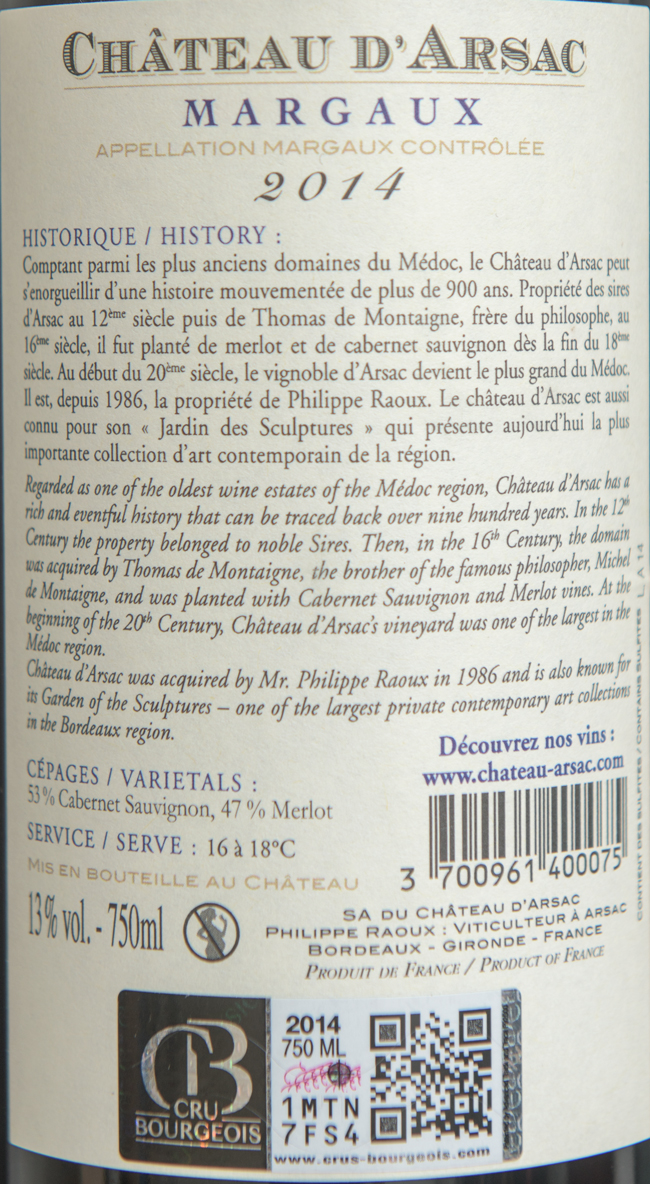 CHÂTEAU D'ARSAC
MARGAUX
APPELLATION MARGAUX CONTRÔLÉE
2014
HISTORIQUE / HISTORY :
Comptant parmi les plus anciens domaines du Médoc, le Château d'Arsac peut
s'enorgueillir d'une histoire mouvementée de plus de 900 ans. Propriété des sires
d'Arsac au 12ème siècle puis de Thomas de Montaigne, frère du philosophe, au
16ème siècle, il fut planté de merlot et de cabernet sauvignon dès la fin du 18ème
siècle. Au début du 20ème siècle, le vignoble d'Arsac devient le plus grand du Médoc.
Il est, depuis 1986, la propriété de Philippe Raoux. Le château d'Arsac est aussi
connu pour son « Jardin des Sculptures » qui présente aujourd'hui la plus
importante collection d'art contemporain de la région.
Regarded as one of the oldest wine estates of the Médoc region, Château d'Arsac has a
rich and eventful history that can be traced back over nine hundred years. In the 12th
Century the property belonged to noble Sires. Then, in the 16th Century, the domain
was acquired by Thomas de Montaigne, the brother of the famous philosopher, Michel
de Montaigne, and was planted with Cabernet Sauvignon and Merlot vines. At the
beginning of the 20th Century, Château d'Arsac's vineyard was one of the largest in the
Médoc region.
Château d'Arsac was acquired by Mr. Philippe Raoux in 1986 and is also known for
its Garden of the Sculptures – one of the largest private contemporary art collections
in the Bordeaux region.
Découvrez nos vins :
www.chateau-arsac.com
CÉPAGES / VARIETALS :
53 % Cabernet Sauvignon, 47 % Merlot
SERVICE / SERVE : 16 à 18°C
MIS EN BOUTEILLE AU CHÂTEAU
13% vol. - 750ml
3 700961 400075
SA DU CHÂTEAU D'ARSAC
PHILIPPE RAOUX : VITICULTEUR À ARSAC
BORDEAUX - GIRONDE - FRANCE
PRODUIT DE FRANCE / PRODUCT OF FRANCE
CONTIENT DES SULFITES / CONTAINS SULFITES L A 14
CB
CRU
BOURGEOIS
2014
750 ML
1MTN
7FS4
www.crus-bourgeois.com